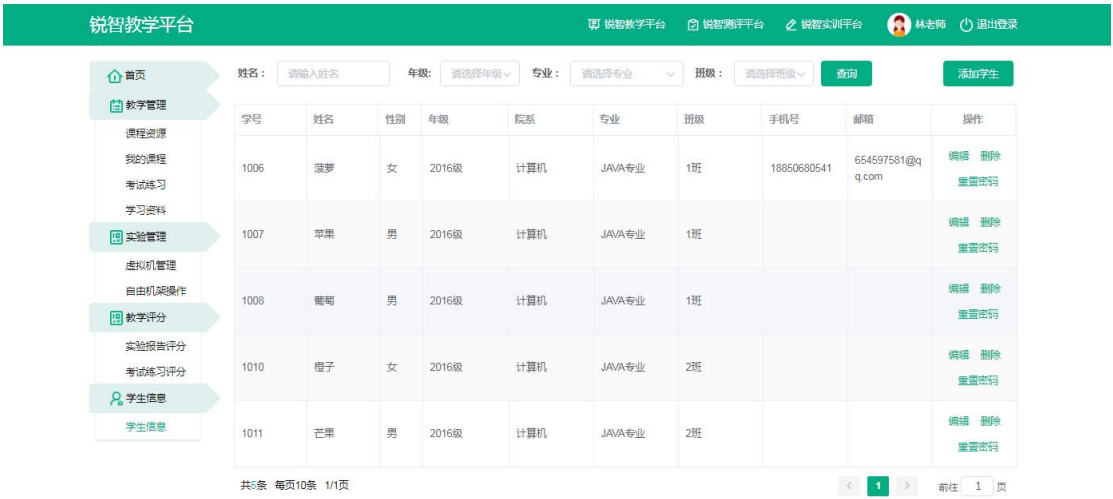 锐智教学平台
锐智教学平台 锐智测评平台 锐智实训平台 林老师 退出登录
首页
教学管理
课程资源
我的课程
考试练习
学习资料
实验管理
虚拟机管理
自由机架操作
教学评分
实验报告评分
考试练习评分
学生信息
学生信息
姓名： 请输入姓名 年级: 请选择年级 专业： 请选择专业 班级： 请选择班级 查询 添加学生
学号 姓名 性别 年级 院系 专业 班级 手机号 邮箱 操作
1006 菠萝 女 2016级 计算机 JAVA专业 1班 18850680541 654597581@q 编辑 删除
q.com 重置密码
1007 苹果 男 2016级 计算机 JAVA专业 1班 编辑 删除
重置密码
1008 葡萄 男 2016级 计算机 JAVA专业 1班 编辑 删除
重置密码
1010 橙子 女 2016级 计算机 JAVA专业 2班 编辑 删除
重置密码
1011 芒果 男 2016级 计算机 JAVA专业 2班 编辑 删除
重置密码
共5条 每页10条 1/1页 < 1 > 前往 1 页